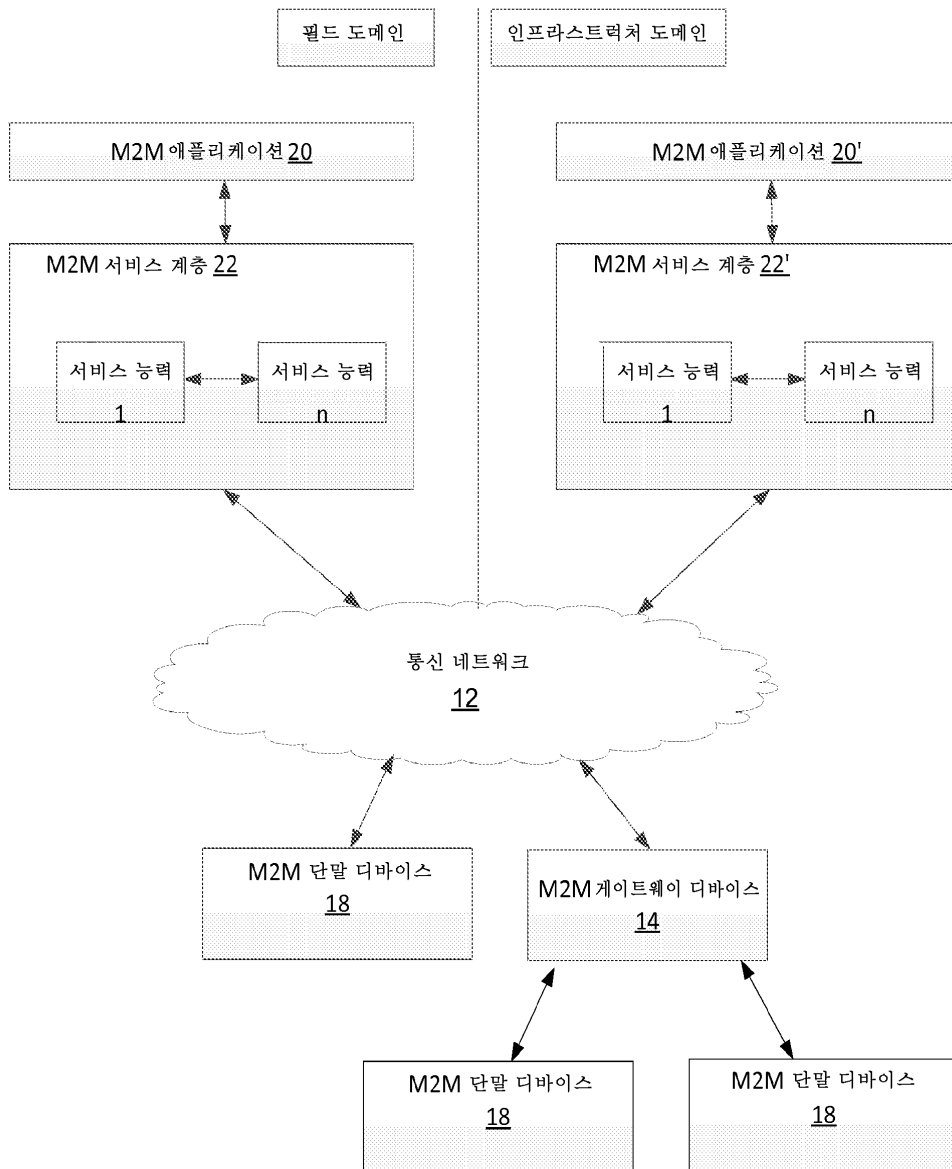 필드 도메인
인프라스트럭처 도메인
M2M 애플리케이션 20
M2M 애플리케이션 20'
M2M 서비스 계층 22
M2M 서비스 계층 22'
서비스 능력
1
서비스 능력
n
서비스 능력
1
서비스 능력
n
통신 네트워크
12
M2M 단말 디바이스
18
M2M 게이트웨이 디바이스
14
M2M 단말 디바이스
18
M2M 단말 디바이스
18